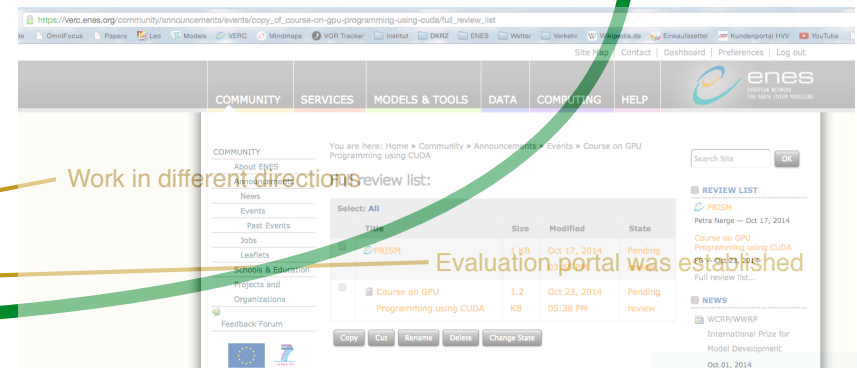 https://verc.enes.org/community/announcements/events/copy_of_course-on-gpu-programming-using-cuda/full_review_list
de OmniFocus Papers Leo Models VERC Mindmaps VOR Tracker Institut DKRZ ENES Wetter Verkehr Wikipedia.de Einkaufszettel Kundenportal HVV YouTube
Site Map Contact Dashboard Preferences Log out
enes
EUROPEAN NETWORK
FOR EARTH SYSTEM MODELLING
COMMUNITY SERVICES MODELS & TOOLS DATA COMPUTING HELP
COMMUNITY
About ENES
Announcements
News
Events
Past Events
Jobs
Leaflets
Schools & Education
Projects and
Organizations
Feedback Forum
You are here: Home » Community » Announcements » Events » Course on GPU
Programming using CUDA
Work in different directions
Full review list:
Select: All
Title Size Modified State
PRISM 1 KB Oct 17, 2014 Pending
Evaluation portal was established
Course on GPU 1.2 Oct 23, 2014 Pending
Programming using CUDA KB 05:38 PM review
Copy Cut Rename Delete Change State
Search Site OK
REVIEW LIST
PRISM
Petra Nerge — Oct 17, 2014
Course on GPU
Programming using CUDA
Oct 23, 2014
Full review list...
NEWS
WCRP/WWRP
International Prize for
Model Development
Oct 01, 2014